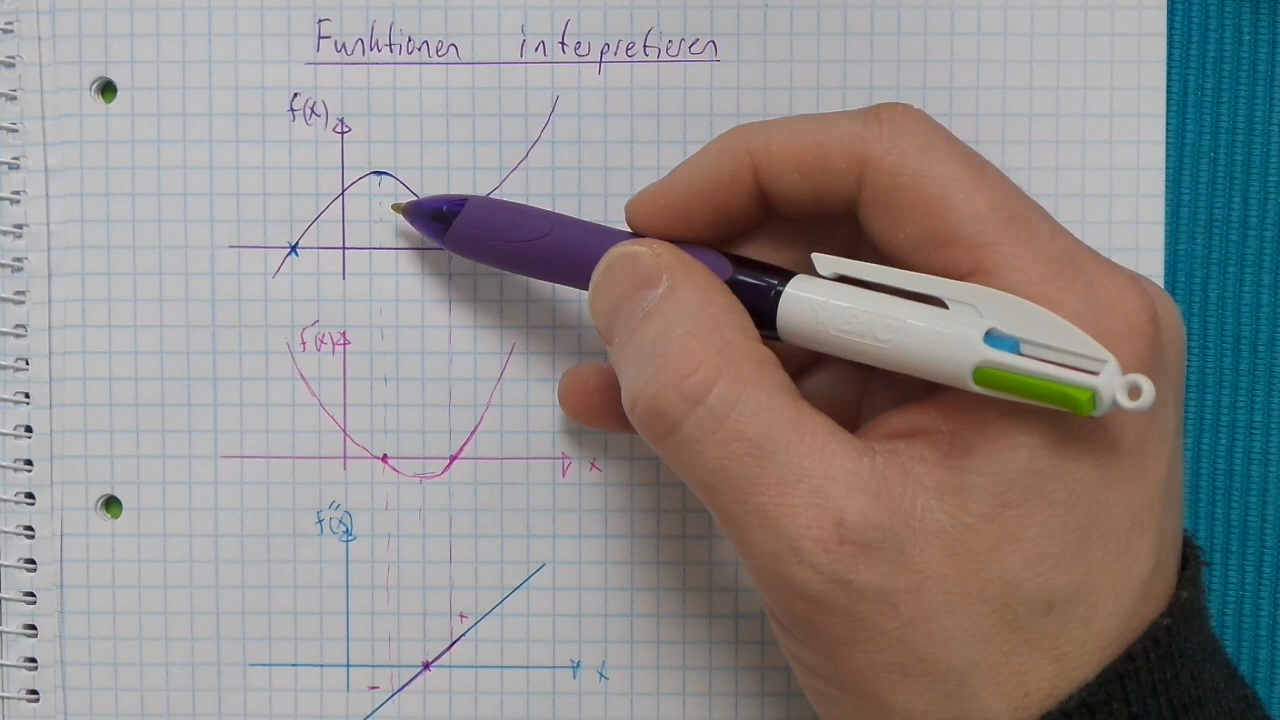 Funktionen interpretieren
f(x)
f'(x)
x
f''(x)
+
x
-